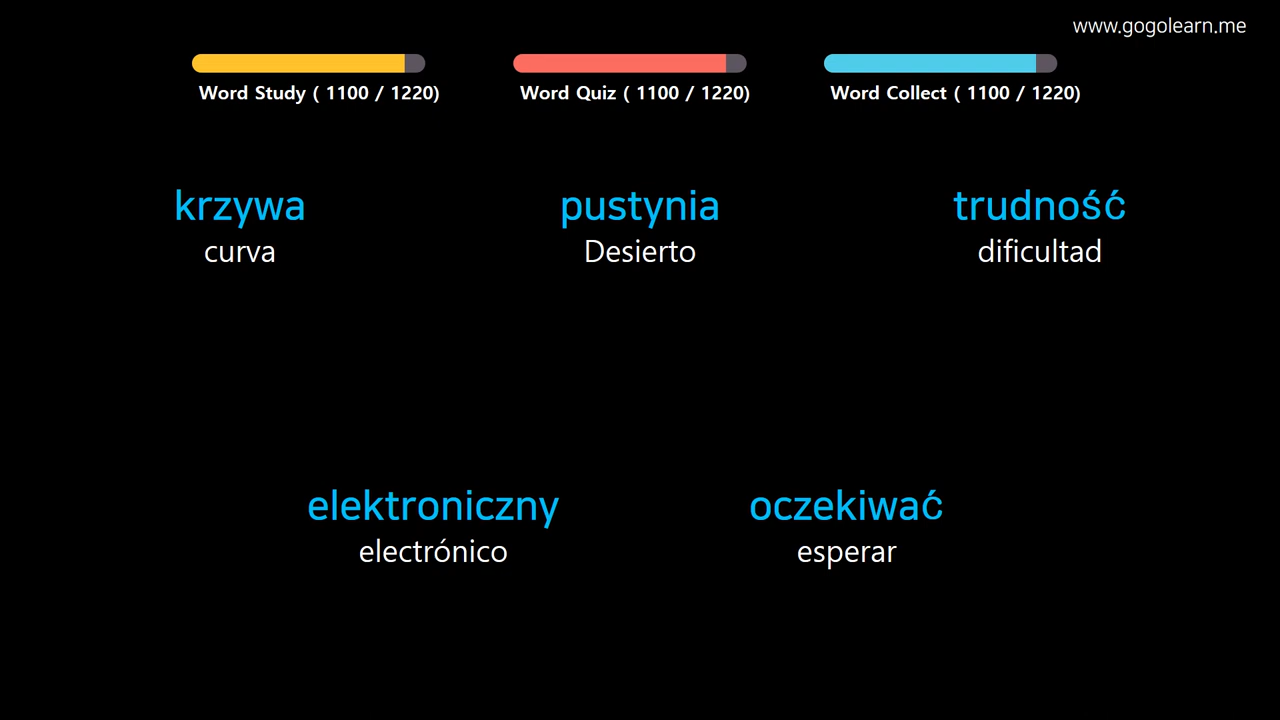 www.gogolearn.me
Word Study ( 1100 / 1220)
Word Quiz ( 1100 / 1220)
Word Collect ( 1100 / 1220)
krzywa
curva
pustynia
Desierto
trudność
dificultad
elektroniczny
electrónico
oczekiwać
esperar